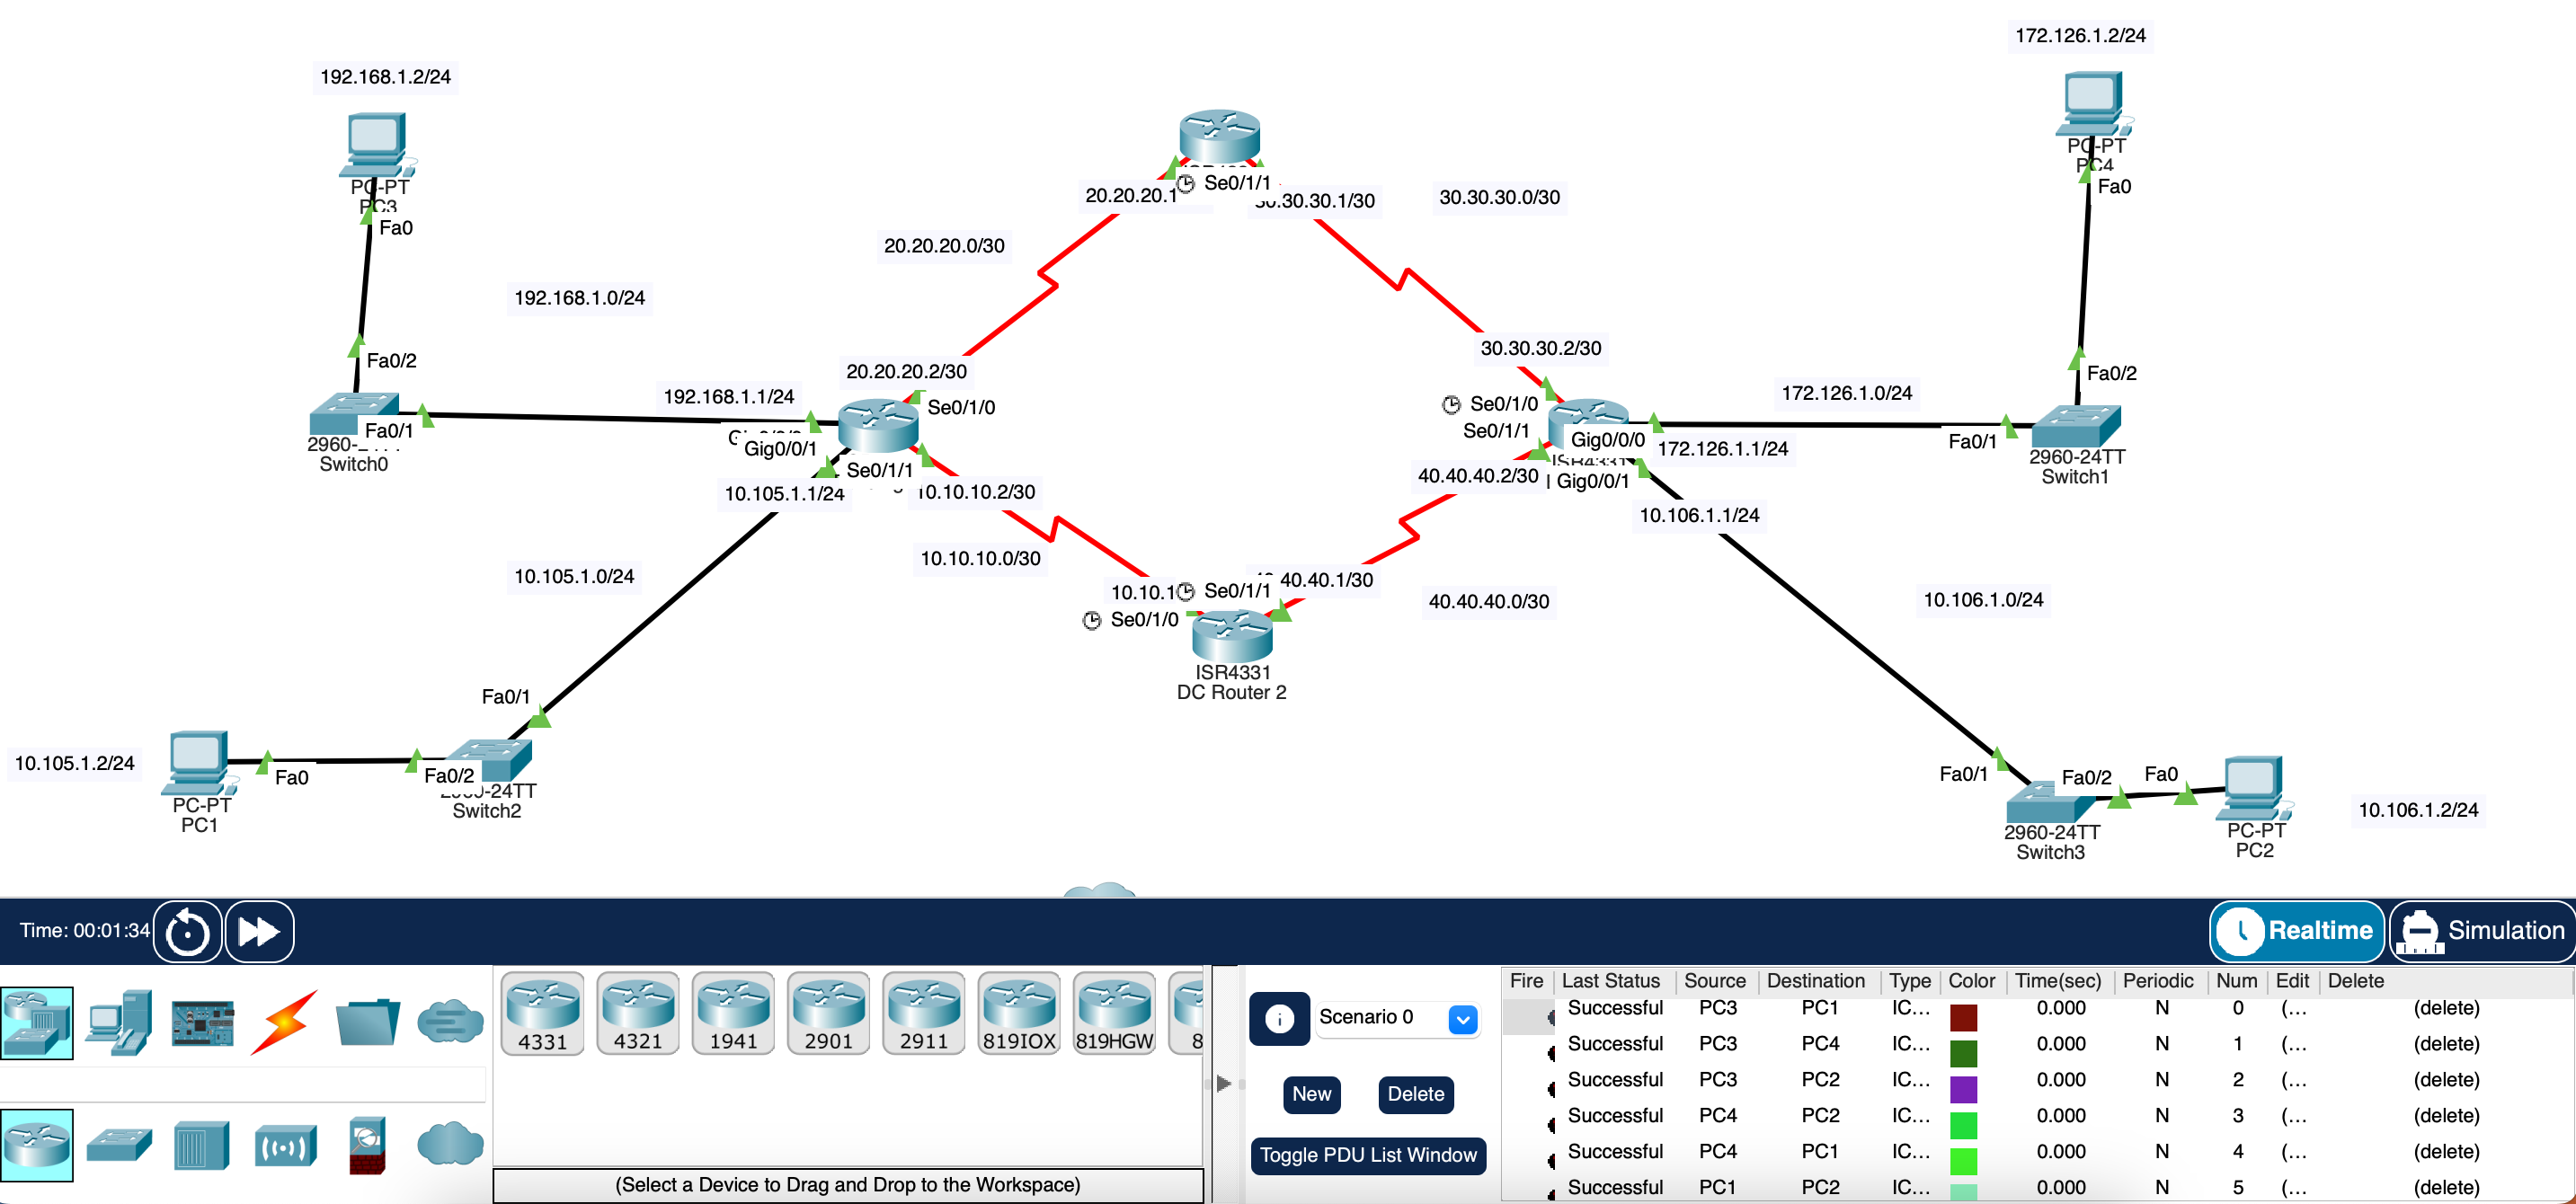 172.126.1.2/24
192.168.1.2/24
PC-PT
PC4
Fa0
PC-PT
PC3
Fa0
Se0/1/1
20.20.20.1
30.30.30.1/30
30.30.30.0/30
20.20.20.0/30
192.168.1.0/24
30.30.30.2/30
Fa0/2
Fa0/2
20.20.20.2/30
172.126.1.0/24
192.168.1.1/24
Se0/1/0
Se0/1/0
Fa0/1
Se0/1/1
Gig0/0/0
Fa0/1
Gig0/0/1
172.126.1.1/24
2960-24TT
Switch1
Switch0
Se0/1/1
ISR4331
40.40.40.2/30
Gig0/0/1
10.105.1.1/24
10.10.10.2/30
10.106.1.1/24
10.10.10.0/30
10.105.1.0/24
40.40.40.1/30
10.10.1
Se0/1/1
40.40.40.0/30
10.106.1.0/24
Se0/1/0
ISR4331
DC Router 2
Fa0/1
10.105.1.2/24
Fa0
Fa0/2
2960-24TT
Switch2
PC-PT
PC1
Fa0/1
Fa0/2
Fa0
10.106.1.2/24
2960-24TT
Switch3
PC-PT
PC2
Time: 00:01:34
Realtime
Simulation
4331
4321
1941
2901
2911
819IOX
819HGW
8
(Select a Device to Drag and Drop to the Workspace)
Scenario 0
New
Delete
Toggle PDU List Window
Fire Last Status Source Destination Type Color Time(sec) Periodic Num Edit Delete
Successful PC3 PC1 IC... 0.000 N 0 (... (delete)
Successful PC3 PC4 IC... 0.000 N 1 (... (delete)
Successful PC3 PC2 IC... 0.000 N 2 (... (delete)
Successful PC4 PC2 IC... 0.000 N 3 (... (delete)
Successful PC4 PC1 IC... 0.000 N 4 (... (delete)
Successful PC1 PC2 IC... 0.000 N 5 (... (delete)